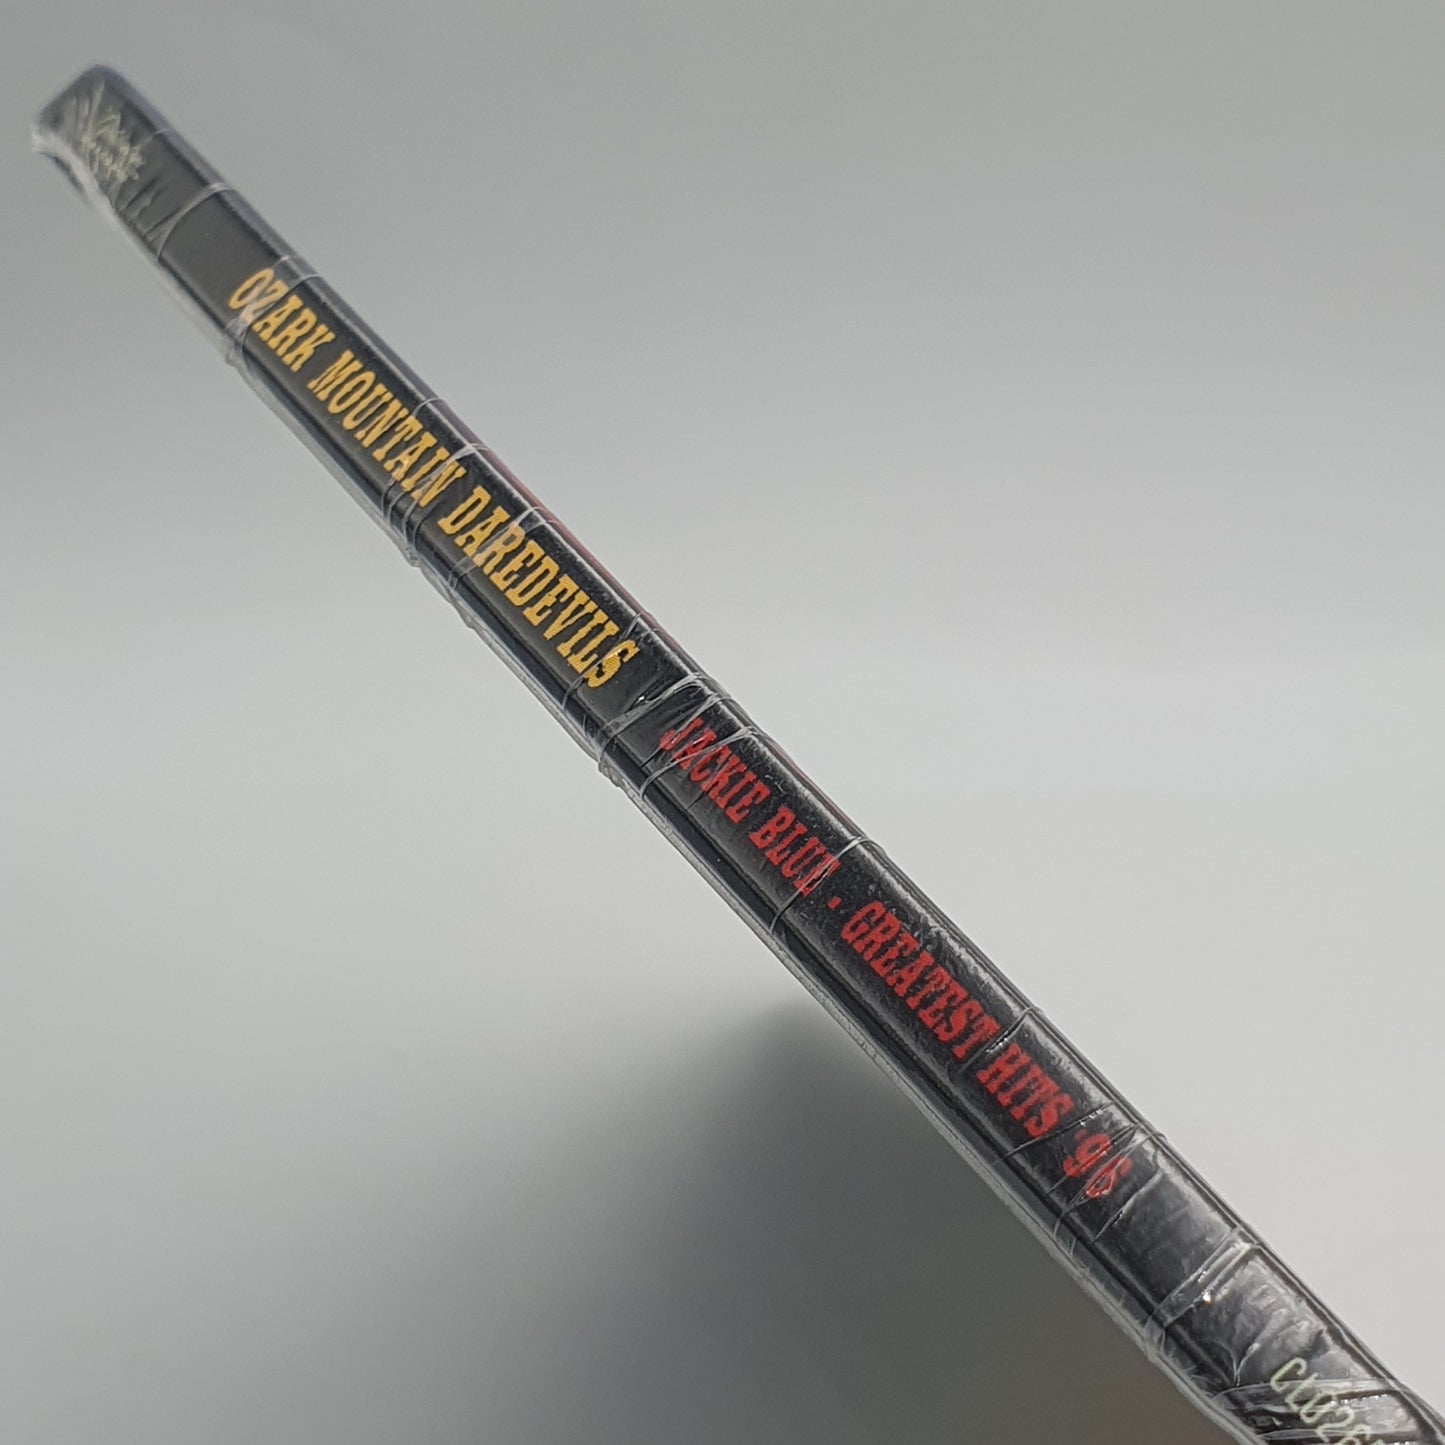 OZARK MOUNTAIN DAREDEVILS
JACKIE BLUE • GREATEST HITS '96